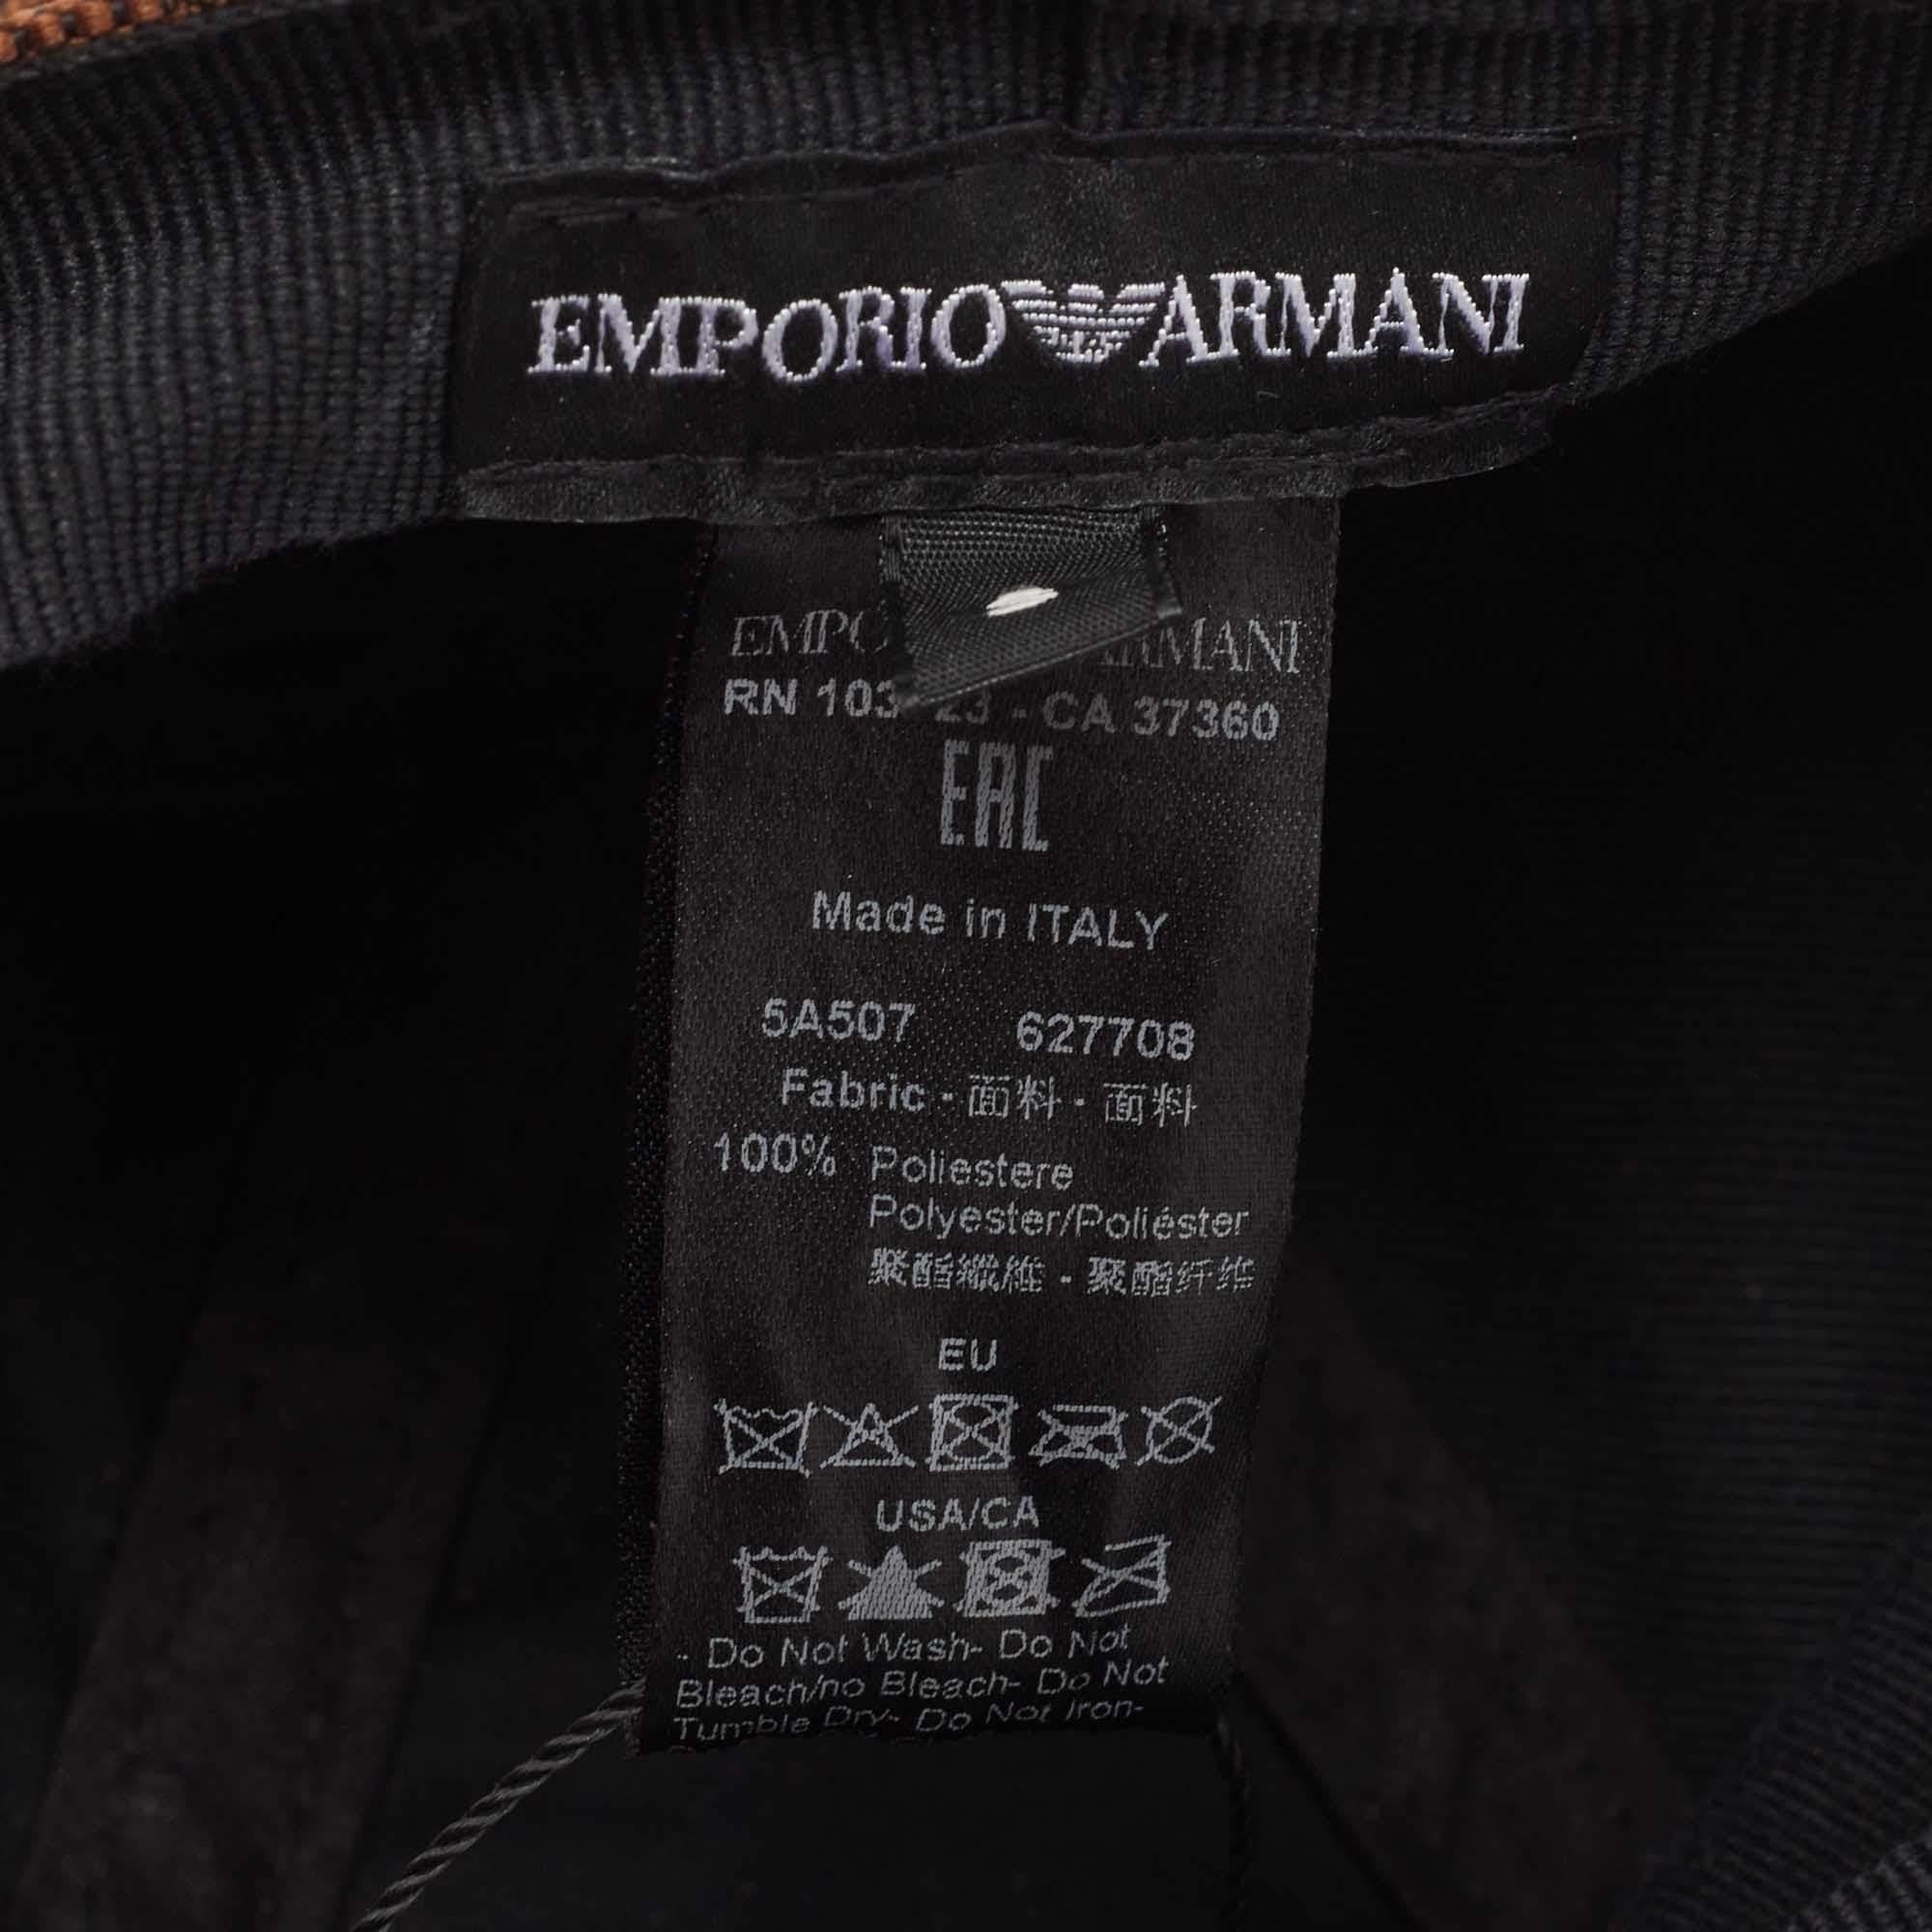 EMPORIO ARMANI
ARMANI
RN 103 23 - CA 37360
EAC
Made in ITALY
5A507 627708
Fabric · 面料 · 面料
100% Poliestere
Polyester/Poliéster
聚酯纖維 · 聚酯纤维
EU
USA/CA
- Do Not Wash- Do Not
Bleach/no Bleach- Do Not
Tumble Dry- Do Not Iron-